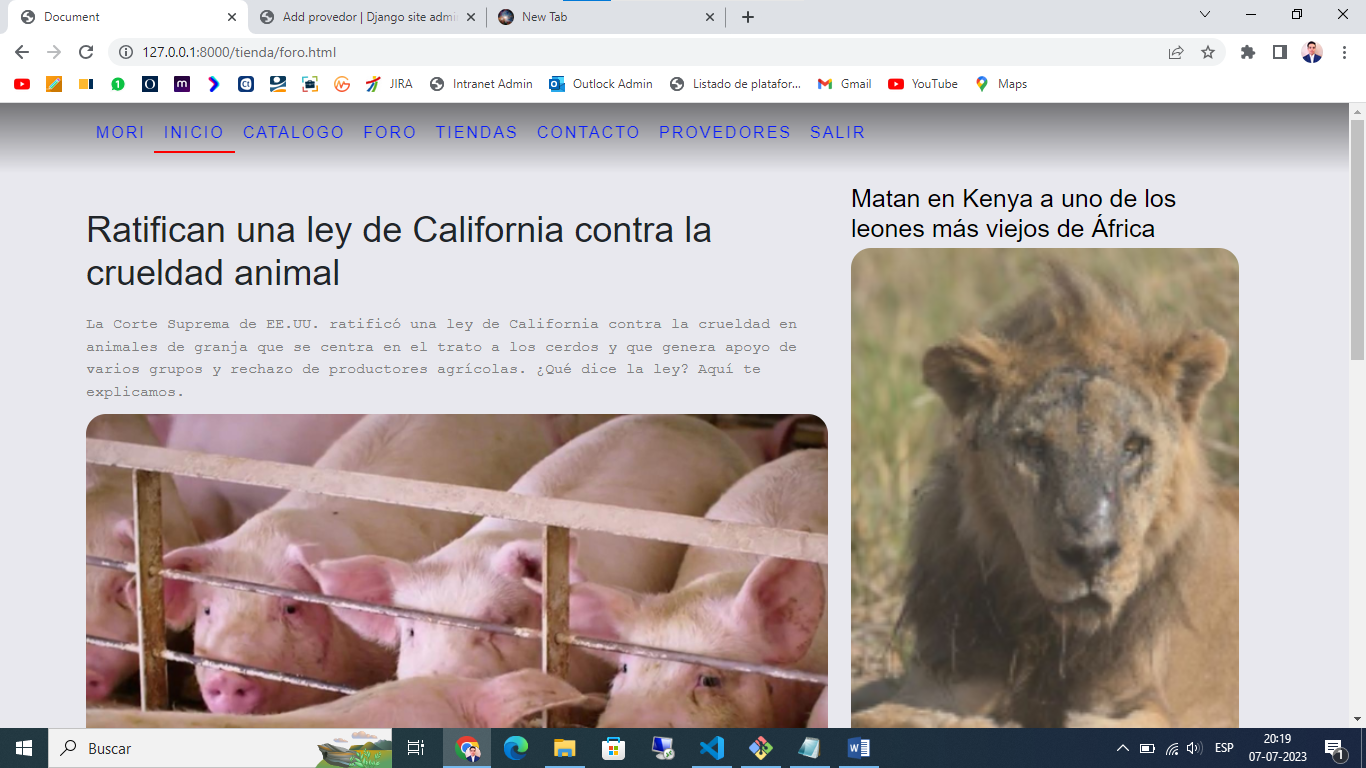 Document
Add provedor | Django site admi
New Tab
127.0.0.1:8000/tienda/foro.html
JIRA
Intranet Admin
Outlock Admin
Listado de platafor...
Gmail
YouTube
Maps
MORI INICIO CATALOGO FORO TIENDAS CONTACTO PROVEDORES SALIR
Ratifican una ley de California contra la
crueldad animal
La Corte Suprema de EE.UU. ratificó una ley de California contra la crueldad en
animales de granja que se centra en el trato a los cerdos y que genera apoyo de
varios grupos y rechazo de productores agrícolas. ¿Qué dice la ley? Aquí te
explicamos.
Matan en Kenya a uno de los
leones más viejos de África
Buscar
ESP
20:19
07-07-2023
1